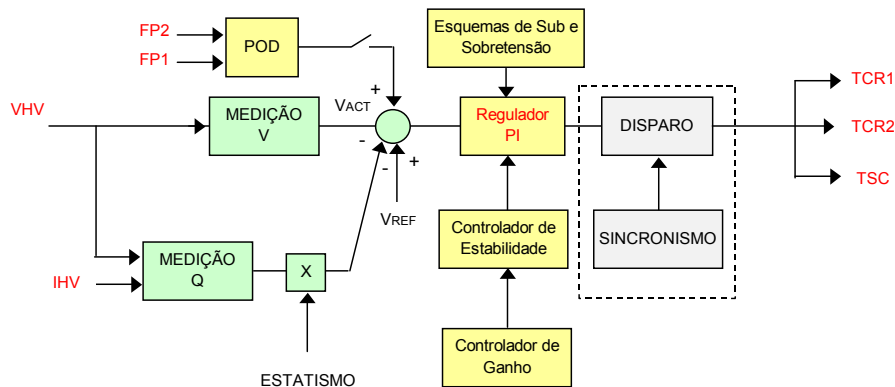 FP2
FP1
POD
Esquemas de Sub e
Sobretensão
VHV
MEDIÇÃO
V
VACT
+
-
-
+
VREF
Regulador
PI
DISPARO
TCR1
TCR2
TSC
IHV
MEDIÇÃO
Q
X
ESTATISMO
Controlador de
Estabilidade
SINCRONISMO
Controlador de
Ganho